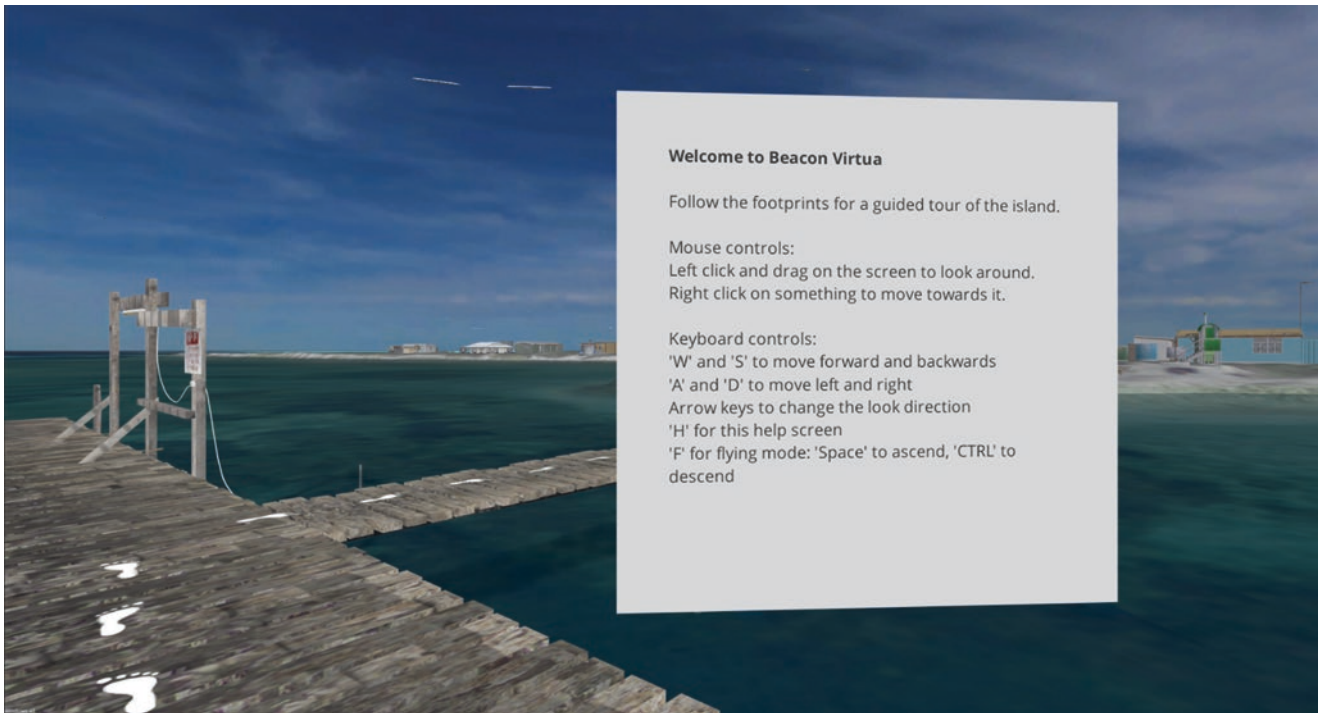 Welcome to Beacon Virtua
Follow the footprints for a guided tour of the island.
Mouse controls:
Left click and drag on the screen to look around.
Right click on something to move towards it.
Keyboard controls:
'W' and 'S' to move forward and backwards
'A' and 'D' to move left and right
Arrow keys to change the look direction
'H' for this help screen
'F' for flying mode: 'Space' to ascend, 'CTRL' to
descend